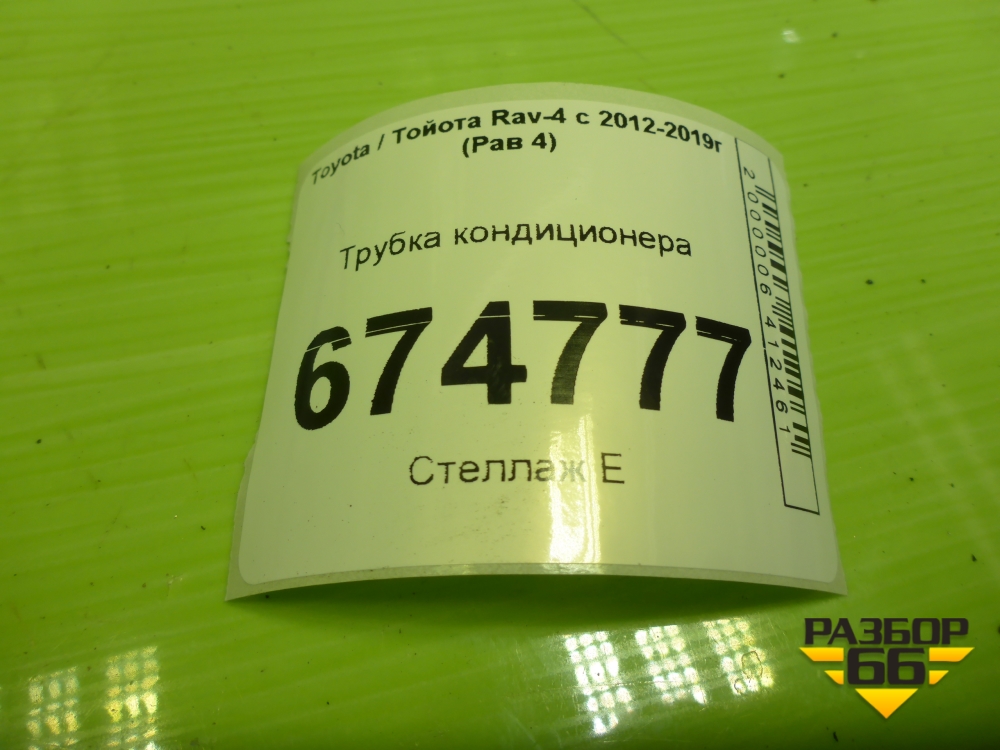 Toyota / Тойота Rav-4 с 2012-2019г
(Рав 4)
Трубка кондиционера
674777
Стеллаж Е
2000006412461
РАЗБОР
66